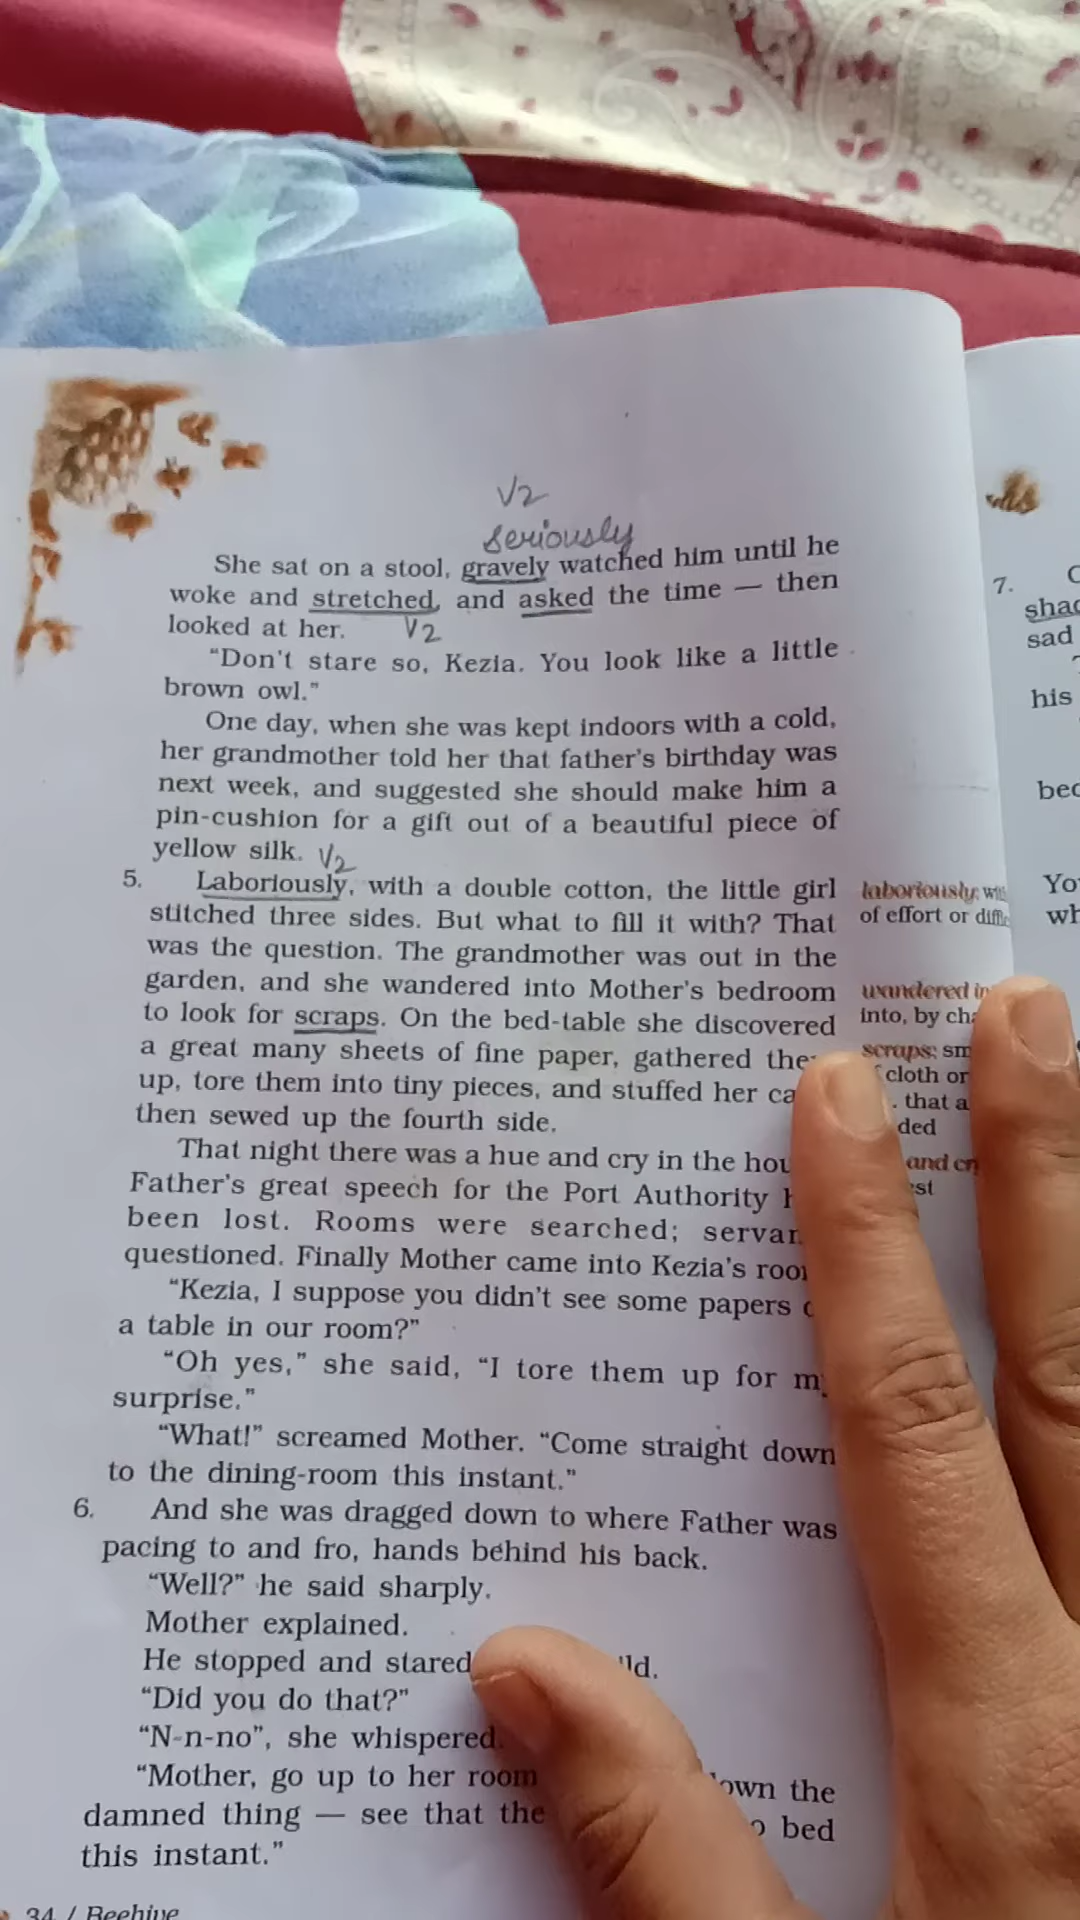 V2
seriously
She sat on a stool, gravely watched him until he
woke and stretched, and asked the time — then
looked at her. V2
"Don't stare so, Kezia. You look like a little
brown owl."
One day, when she was kept indoors with a cold,
her grandmother told her that father's birthday was
next week, and suggested she should make him a
pin-cushion for a gift out of a beautiful piece of
yellow silk. V2
5. Laboriously, with a double cotton, the little girl
stitched three sides. But what to fill it with? That
was the question. The grandmother was out in the
garden, and she wandered into Mother's bedroom
to look for scraps. On the bed-table she discovered
a great many sheets of fine paper, gathered
up, tore them into tiny pieces, and stuffed her
then sewed up the fourth side.
That night there was a hue and cry in the
Father's great speech for the Port Authority
been lost. Rooms were searched;
questioned. Finally Mother came into Kezia's
"Kezia, I suppose you didn't see some papers
a table in our room?"
"Oh yes," she said, "I tore them up for
surprise."
"What!" screamed Mother. "Come straight down
to the dining-room this instant."
6. And she was dragged down to where Father was
pacing to and fro, hands behind his back.
"Well?" he said sharply.
Mother explained.
He stopped and stared
"Did you do that?"
"N-n-no", she whispered.
"Mother, go up to her room the
damned thing — see that the bed
this instant."
34 / Beehive
laboriously:
of effort or
wandered
into, by
scraps:
cloth or
that a
and
7.
sad
his